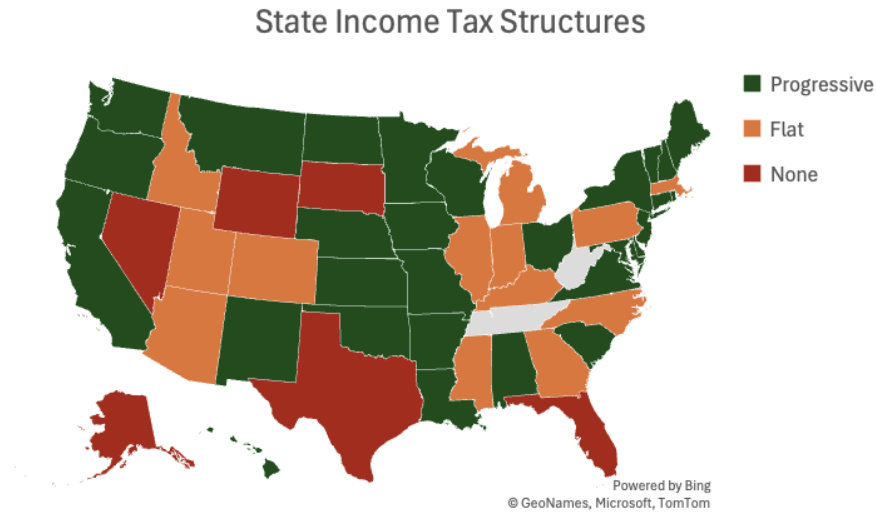 State Income Tax Structures
Progressive
Flat
None
Powered by Bing
© GeoNames, Microsoft, TomTom